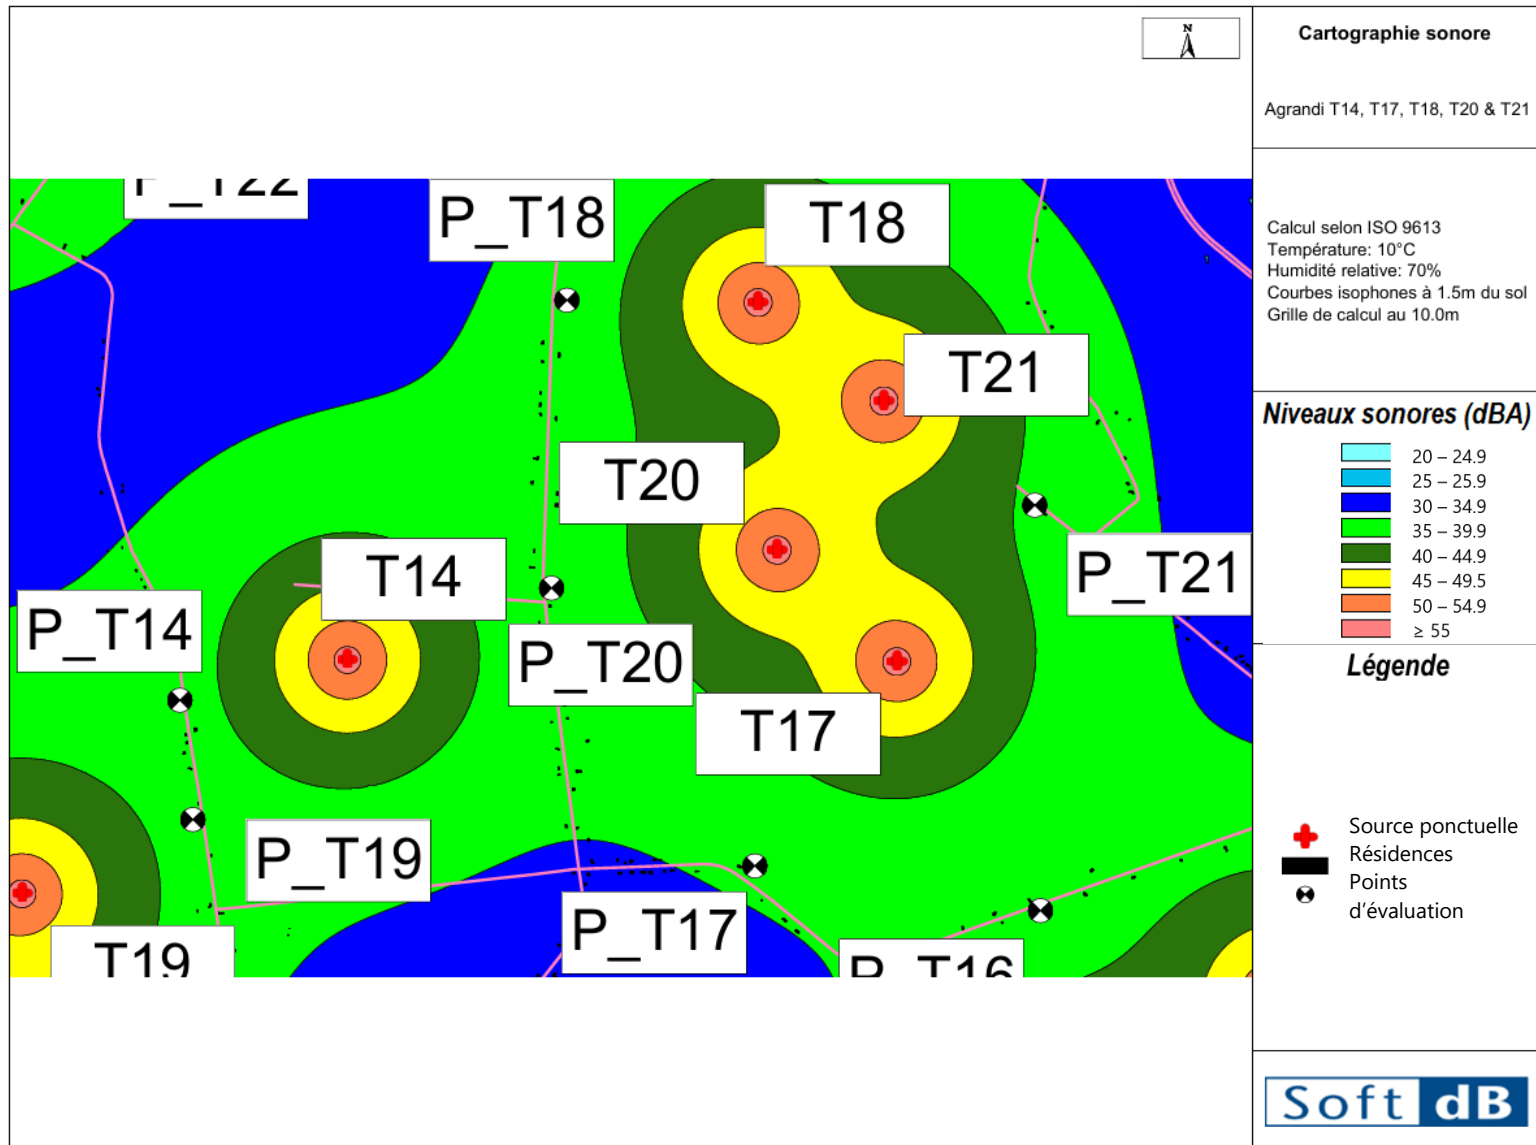 N
Cartographie sonore
Agrandi T14, T17, T18, T20 & T21
Calcul selon ISO 9613
Température: 10°C
Humidité relative: 70%
Courbes isophones à 1.5m du sol
Grille de calcul au 10.0m
Niveaux sonores (dBA)
20 – 24.9
25 – 25.9
30 – 34.9
35 – 39.9
40 – 44.9
45 – 49.5
50 – 54.9
≥ 55
Légende
Source ponctuelle
Résidences
Points
d'évaluation
Soft dB
P_T22
P_T18
T18
T21
T20
T14
P_T21
P_T14
P_T20
T17
P_T19
P_T17
T19
P_T16